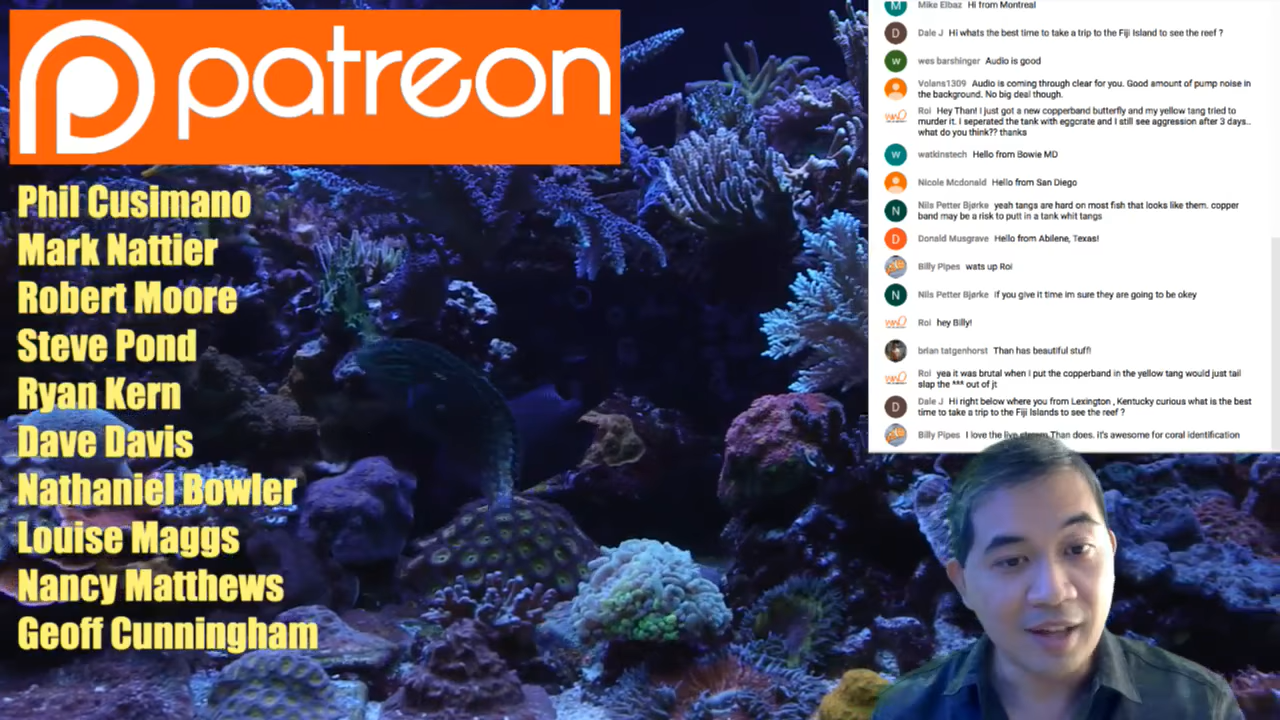 patreon
Phil Cusimano
Mark Nattier
Robert Moore
Steve Pond
Ryan Kern
Dave Davis
Nathaniel Bowler
Louise Maggs
Nancy Matthews
Geoff Cunningham
M Mike Elbaz Hi from Montreal
D Dale J Hi whats the best time to take a trip to the Fiji Island to see the reef ?
w wes barshinger Audio is good
Volans1309 Audio is coming through clear for you. Good amount of pump noise in
the background. No big deal though.
Roi Hey Than! I just got a new copperband butterfly and my yellow tang tried to
murder it. I seperated the tank with eggcrate and I still see aggression after 3 days..
what do you think?? thanks
w watkinstech Hello from Bowie MD
Nicole Mcdonald Hello from San Diego
N Nils Petter Bjørke yeah tangs are hard on most fish that looks like them. copper
band may be a risk to putt in a tank whit tangs
D Donald Musgrave Hello from Abilene, Texas!
Billy Pipes wats up Roi
N Nils Petter Bjørke If you give it time im sure they are going to be okey
Roi hey Billy!
brian tatgenhorst Than has beautiful stuff!
Roi yea it was brutal when I put the copperband in the yellow tang would just tail
slap the *** out of jt
D Dale J Hi right below where you from Lexington , Kentucky curious what is the best
time to take a trip to the Fiji Islands to see the reef ?
Billy Pipes I love the live stream Than does. it's awesome for coral identification